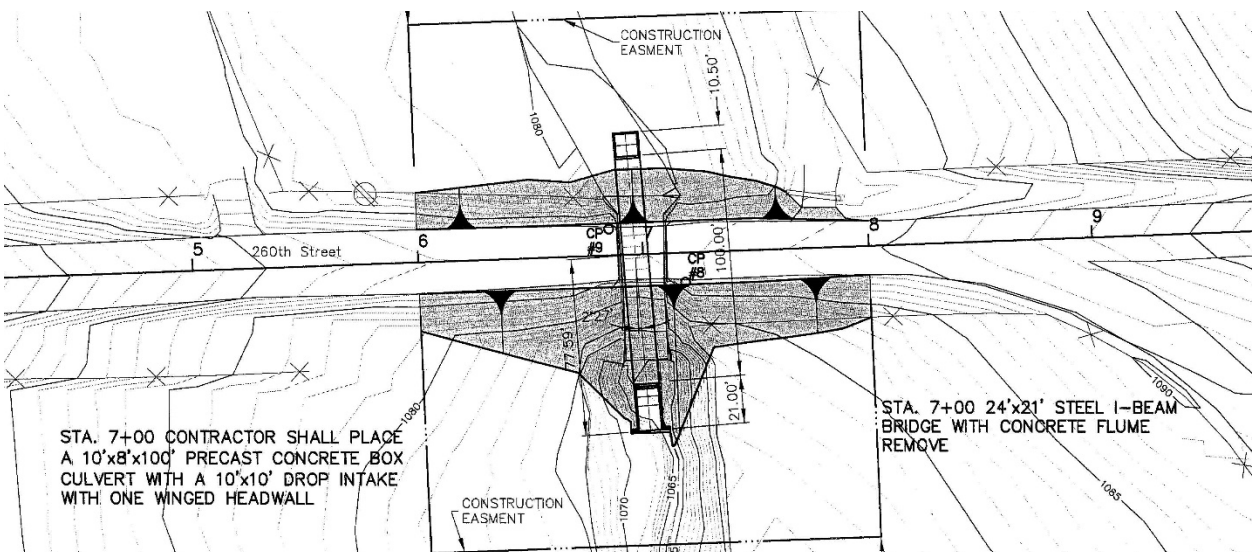 CONSTRUCTION
EASMENT
10.50'
1080
5
260th Street
6
CP
#9
7
CP
#8
100.00'
8
9
2°27'
77.59'
21.00'
1080
1090
STA. 7+00 CONTRACTOR SHALL PLACE
A 10'x8'x100' PRECAST CONCRETE BOX
CULVERT WITH A 10'x10' DROP INTAKE
WITH ONE WINGED HEADWALL
STA. 7+00 24'x21' STEEL I-BEAM
BRIDGE WITH CONCRETE FLUME
REMOVE
CONSTRUCTION
EASMENT
1070
1065
1085